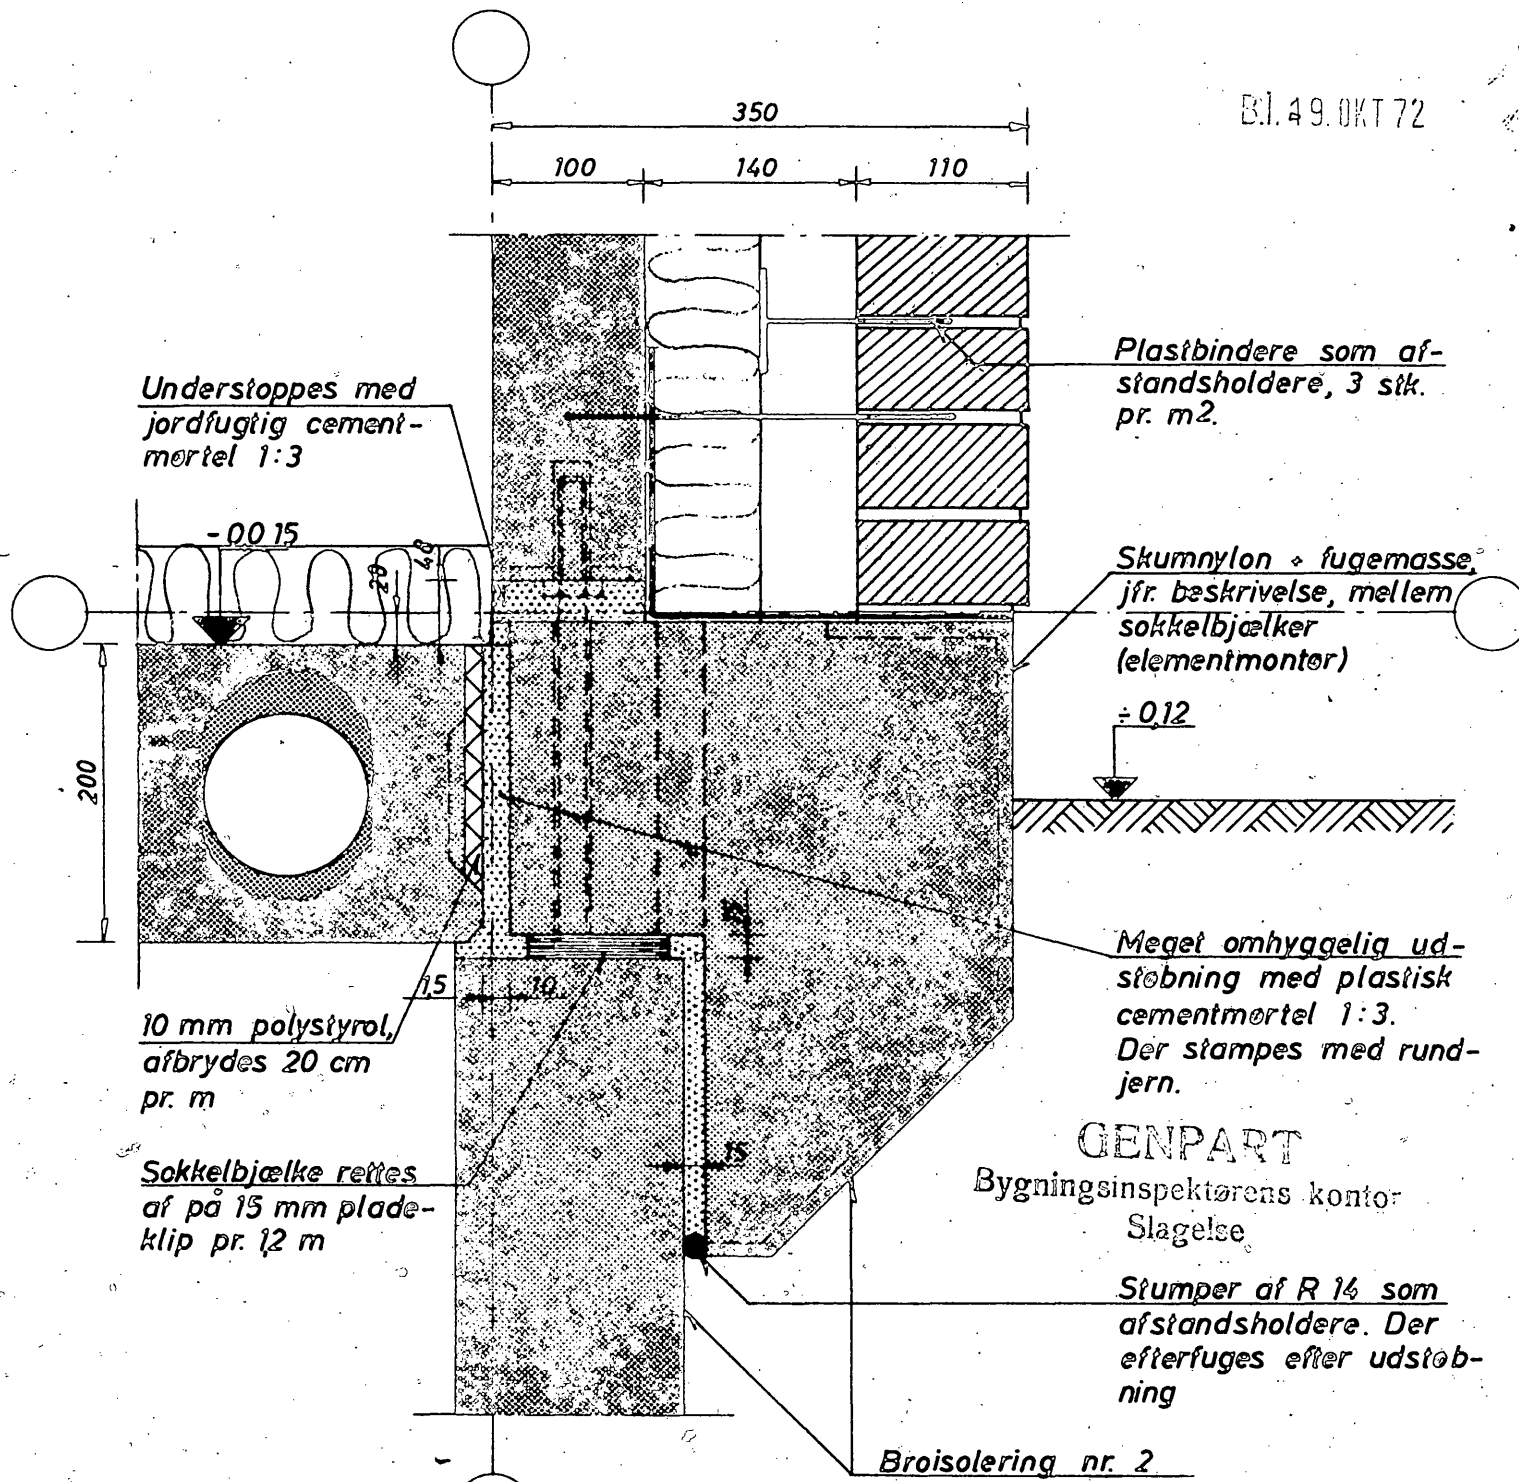 B.I. 19. OKT 72
350
100
140
110
Plastbindere som af-
standsholdere, 3 stk.
pr. m2.
Understoppes med
jordfugtig cement-
mørtel 1:3
-0.015
20
48
Skumnylon + fugemasse,
jfr. beskrivelse, mellem
sokkelbjælker
(elementmontør)
÷ 0,12
200
Meget omhyggelig ud-
støbning med plastisk
cementmørtel 1:3.
Der stampes med rund-
jern.
15
10
10 mm polystyrol,
afbrydes 20 cm
pr. m
Sokkelbjælke rettes
af på 15 mm plade-
klip pr. 1,2 m
15
GENPART
Bygningsinspektørens kontor
Slagelse
Stumper af R 14 som
afstandsholdere. Der
efterfuges efter udstøb-
ning
Broisolering nr. 2